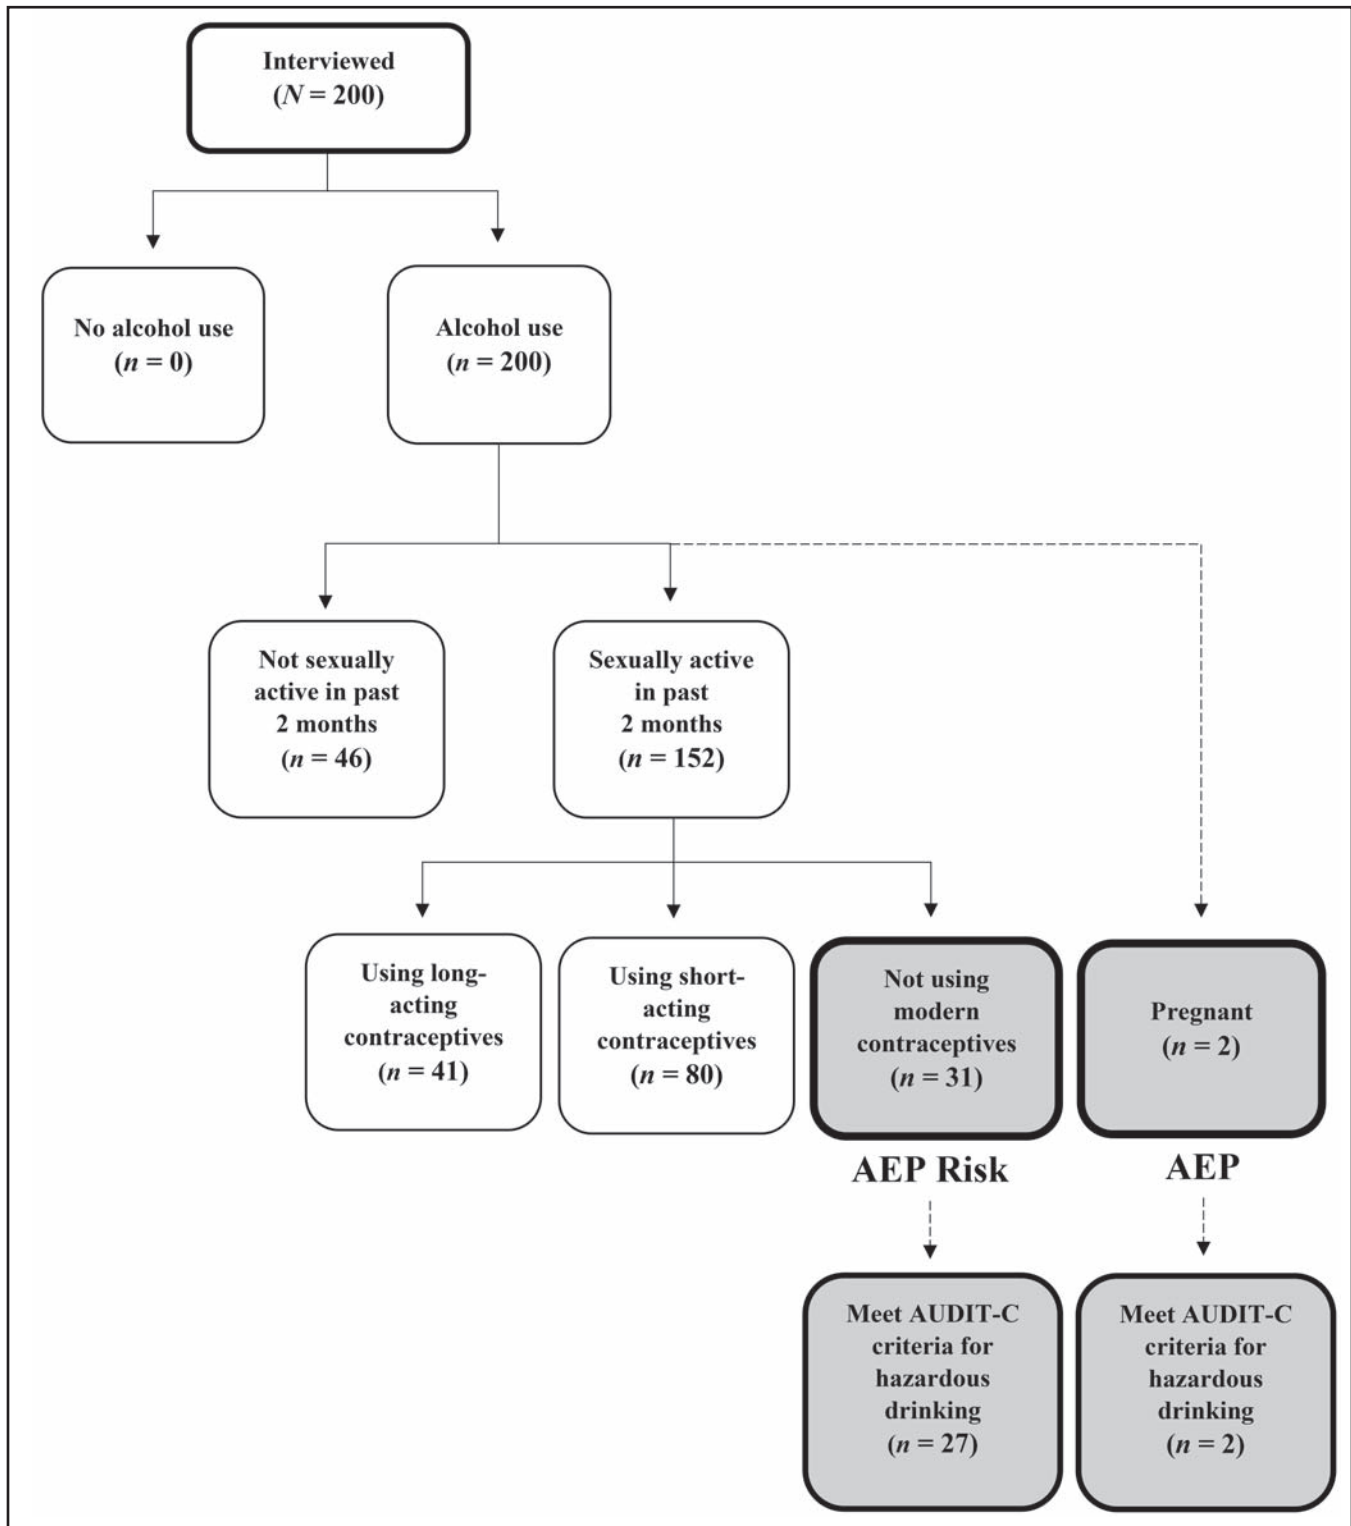 Interviewed
(N = 200)
No alcohol use
(n = 0)
Alcohol use
(n = 200)
Not sexually
active in past
2 months
(n = 46)
Sexually active
in past
2 months
(n = 152)
Using long-
acting
contraceptives
(n = 41)
Using short-
acting
contraceptives
(n = 80)
Not using
modern
contraceptives
(n = 31)
Pregnant
(n = 2)
AEP Risk
AEP
Meet AUDIT-C
criteria for
hazardous
drinking
(n = 27)
Meet AUDIT-C
criteria for
hazardous
drinking
(n = 2)